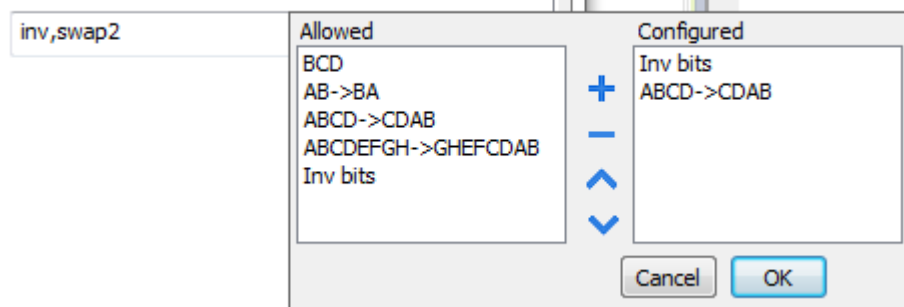 inv,swap2
Allowed
BCD
AB->BA
ABCD->CDAB
ABCDEFGH->GHEFCDAB
Inv bits
Configured
Inv bits
ABCD->CDAB
Cancel
OK